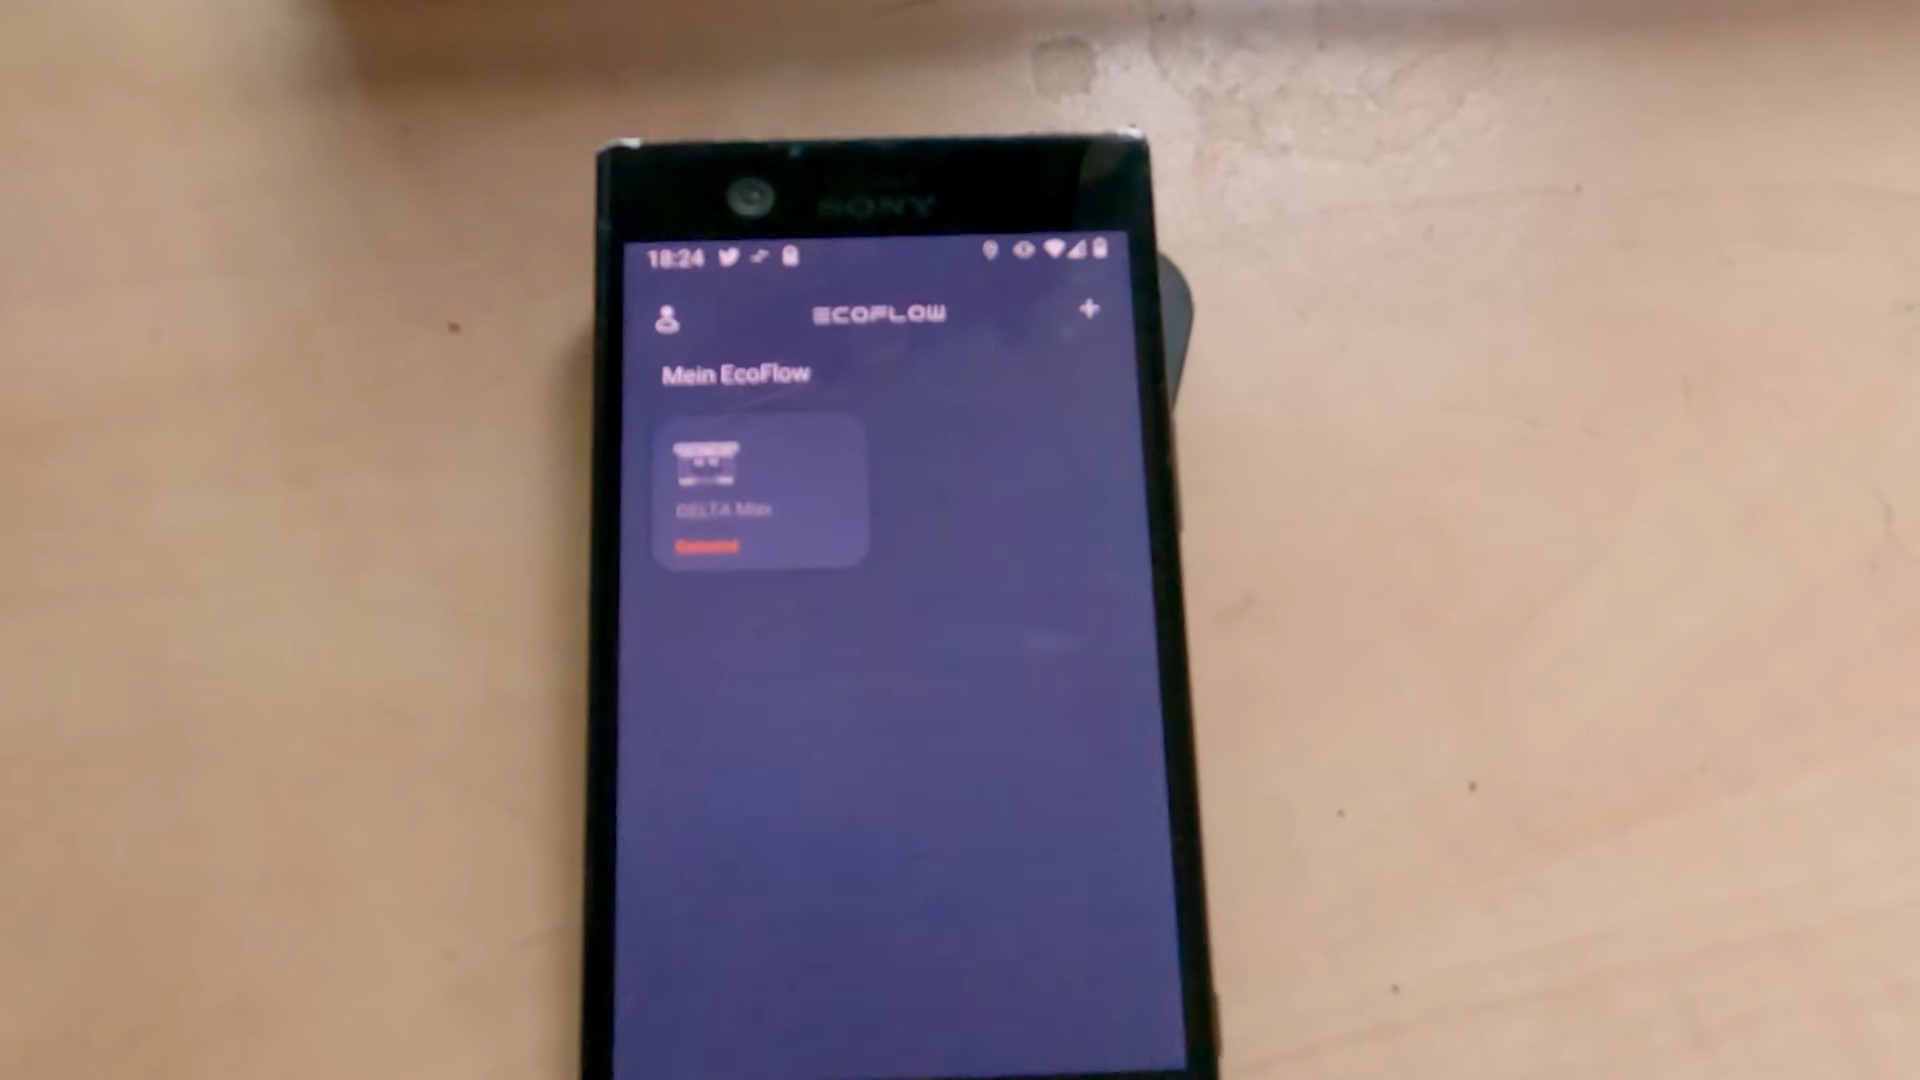 SONY
18:24
ECOFLOW
Mein EcoFlow
DELTA Max